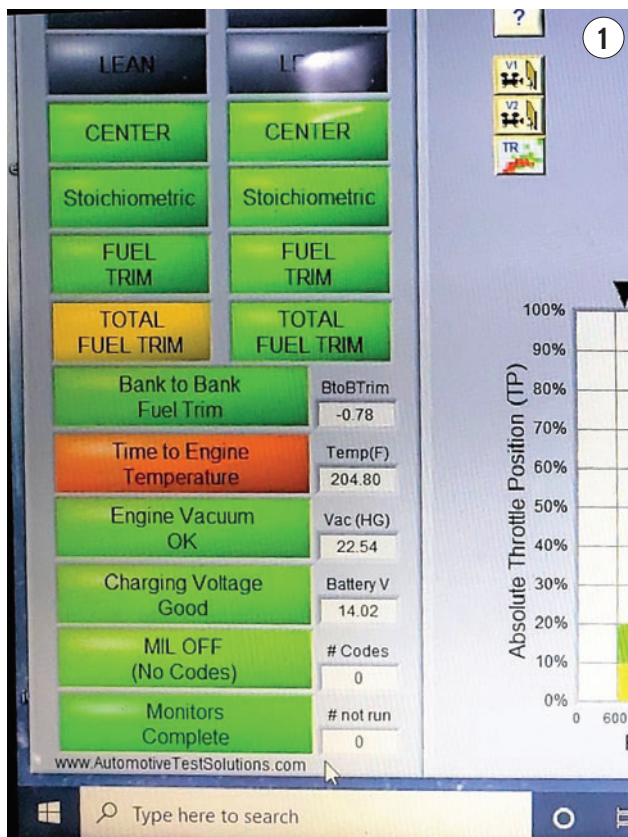 ?
1
V1
V2
TR
LEAN
CENTER CENTER
Stoichiometric Stoichiometric
FUEL FUEL
TRIM TRIM
TOTAL TOTAL
FUEL TRIM FUEL TRIM
Bank to Bank
Fuel Trim
BtoBTrim
-0.78
Time to Engine
Temperature
Temp(F)
204.80
Engine Vacuum
OK
Vac (HG)
22.54
Charging Voltage
Good
Battery V
14.02
MIL OFF
(No Codes)
# Codes
0
Monitors
Complete
# not run
0
www.AutomotiveTestSolutions.com
Absolute Throttle Position (TP)
100%
90%
80%
70%
60%
50%
40%
30%
20%
10%
0%
0 600
Type here to search